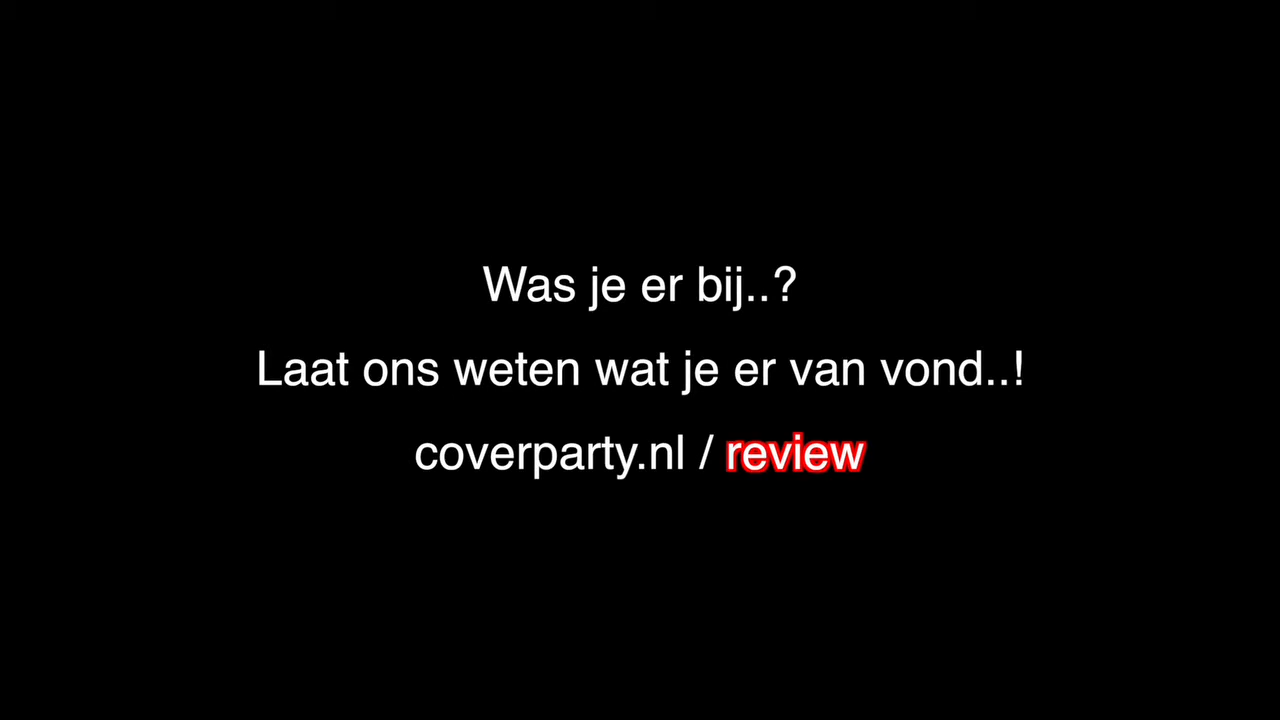 Was je er bij..?
Laat ons weten wat je er van vond..!
coverparty.nl / review